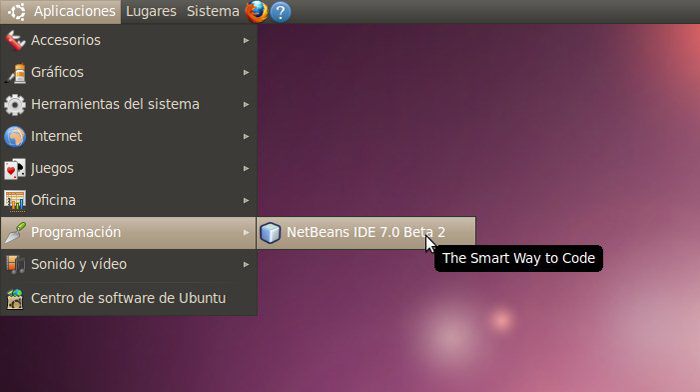 Aplicaciones Lugares Sistema
Accesorios
Gráficos
Herramientas del sistema
Internet
Juegos
Oficina
Programación
NetBeans IDE 7.0 Beta 2
The Smart Way to Code
Sonido y vídeo
Centro de software de Ubuntu